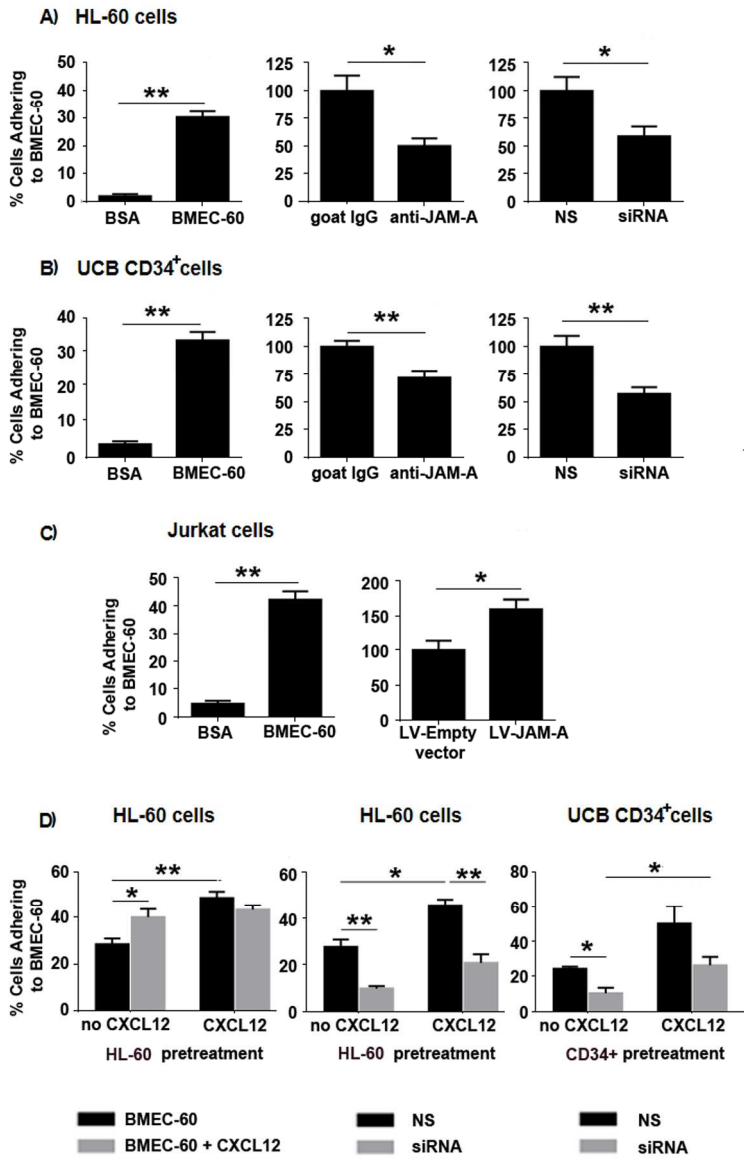 A) HL-60 cells
% Cells Adhering
to BMEC-60
50
40
30
20
10
0
**
BSA BMEC-60
125
100
75
50
25
0
*
goat IgG anti-JAM-A
125
100
75
50
25
0
*
NS siRNA
B) UCB CD34+cells
% Cells Adhering
to BMEC-60
40
30
20
10
0
**
BSA BMEC-60
125
100
75
50
25
0
**
goat IgG anti-JAM-A
125
100
75
50
25
0
**
NS siRNA
C) Jurkat cells
% Cells Adhering
to BMEC-60
50
40
30
20
10
0
**
BSA BMEC-60
200
150
100
50
0
*
LV-Empty LV-JAM-A
vector
D) HL-60 cells
% Cells Adhering
to BMEC-60
60
40
20
0
*
**
no CXCL12 CXCL12
HL-60 pretreatment
HL-60 cells
60
40
20
0
**
*
**
no CXCL12 CXCL12
HL-60 pretreatment
UCB CD34+cells
80
60
40
20
0
*
*
no CXCL12 CXCL12
CD34+ pretreatment
BMEC-60
BMEC-60 + CXCL12
NS
siRNA
NS
siRNA